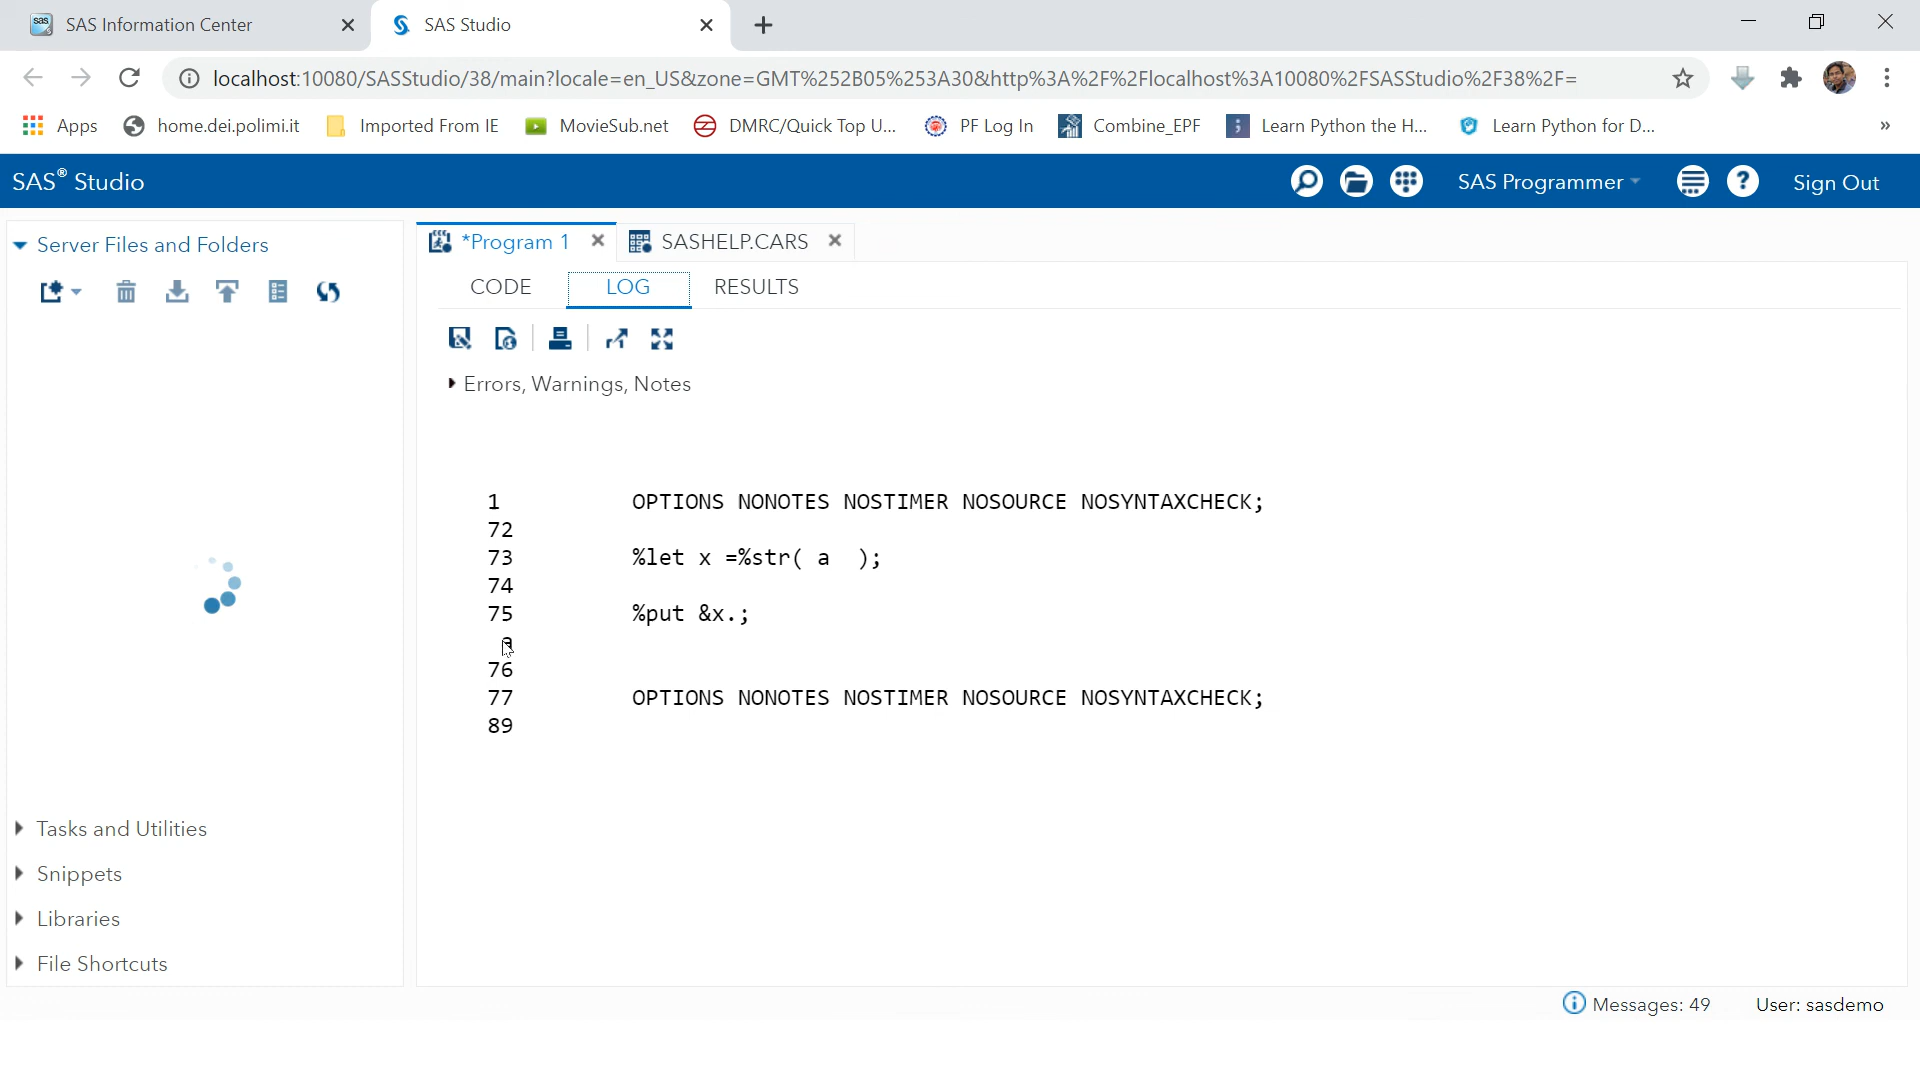 SAS Information Center
SAS Studio
localhost:10080/SASStudio/38/main?locale=en_US&zone=GMT%252B05%253A30&http%3A%2F%2Flocalhost%3A10080%2FSASStudio%2F38%2F=
Apps home.dei.polimi.it Imported From IE MovieSub.net DMRC/Quick Top U... PF Log In Combine_EPF Learn Python the H... Learn Python for D... »
SAS® Studio
SAS Programmer
Sign Out
Server Files and Folders
*Program 1
SASHELP.CARS
CODE LOG RESULTS
Errors, Warnings, Notes
1 OPTIONS NONOTES NOSTIMER NOSOURCE NOSYNTAXCHECK;
72
73 %let x =%str( a  );
74
75 %put &x.;
a
76
77 OPTIONS NONOTES NOSTIMER NOSOURCE NOSYNTAXCHECK;
89
Tasks and Utilities
Snippets
Libraries
File Shortcuts
Messages: 49
User: sasdemo